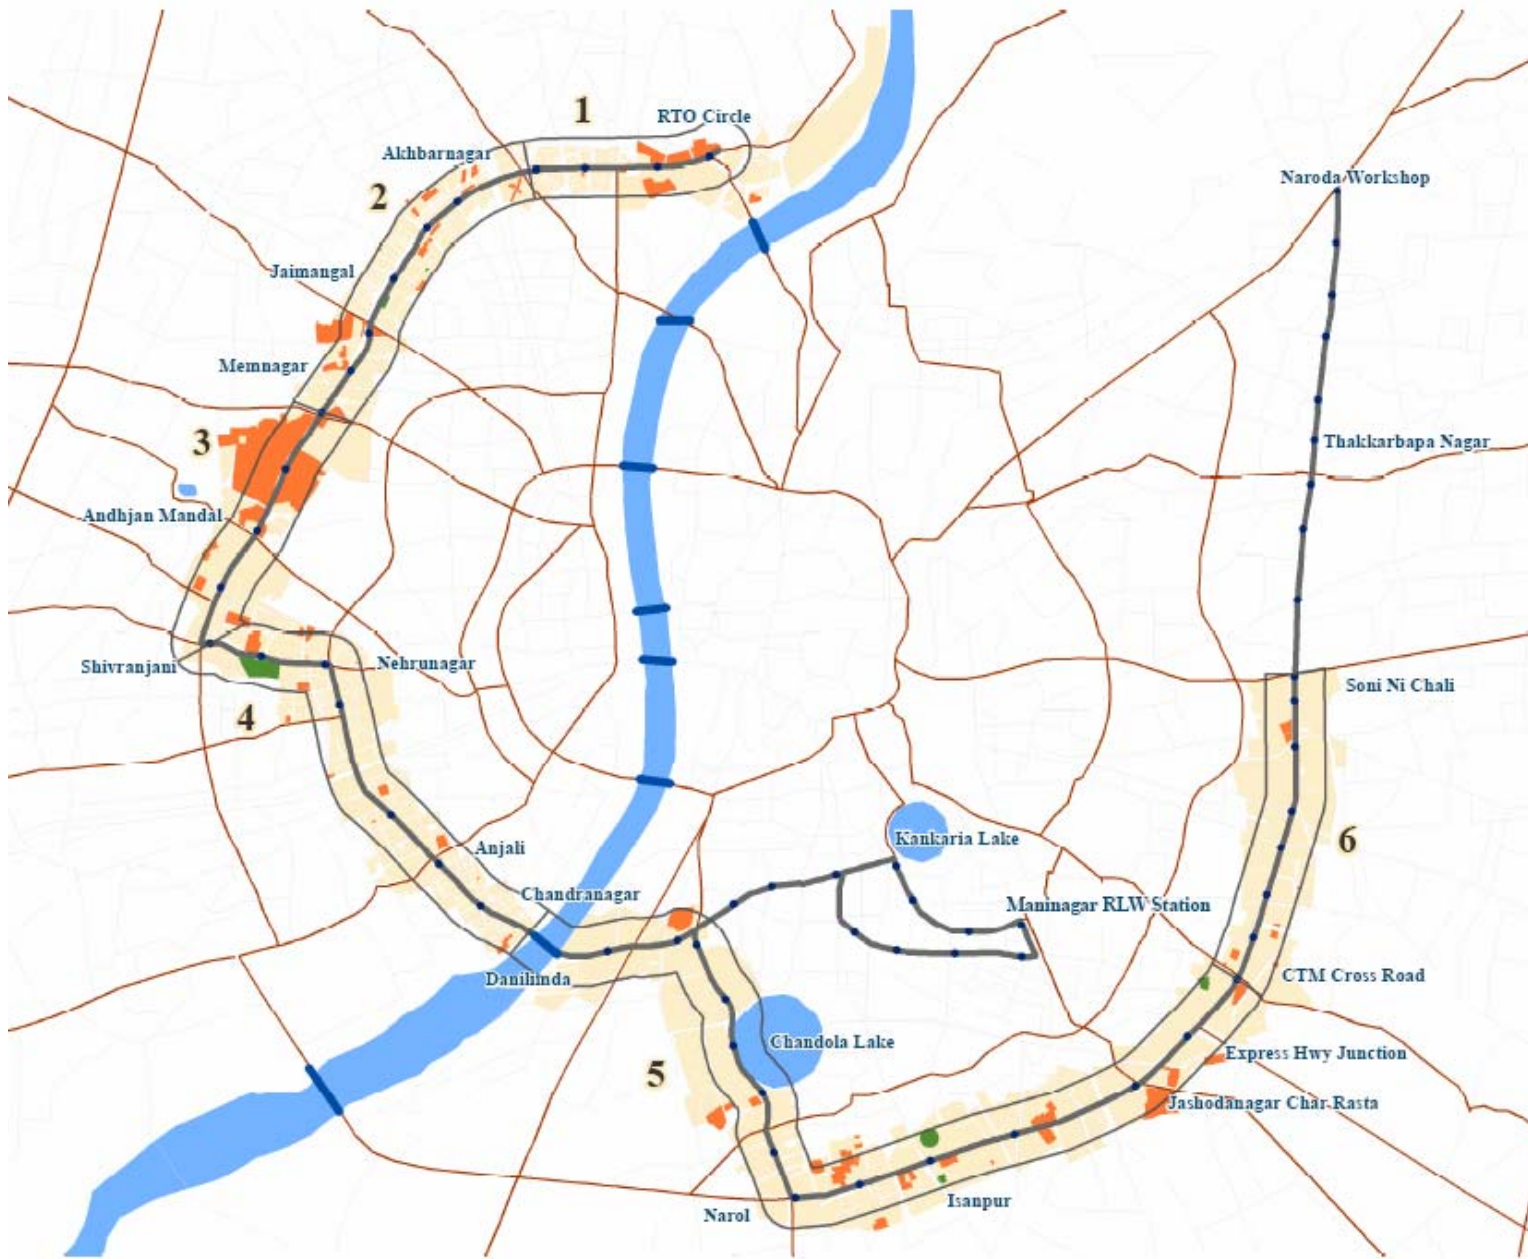 1
RTO Circle
Akhbarnagar
2
Naroda Workshop
Jaimangal
Memnagar
3
Thakkarbapa Nagar
Andhjan Mandal
Shivranjani
Nehrunagar
Soni Ni Chali
4
Kankaria Lake
6
Anjali
Chandranagar
Maninagar RLW Station
Danilimda
CTM Cross Road
Chandola Lake
Express Hwy Junction
5
Jashodanagar Char Rasta
Isanpur
Narol